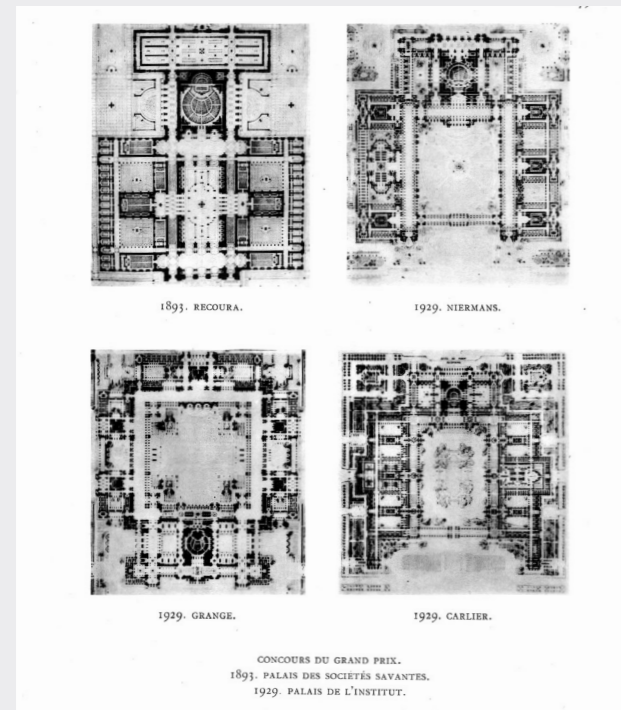 1893. RECOURA.
1929. NIERMANS.
1929. GRANGE.
1929. CARLIER.
CONCOURS DU GRAND PRIX.
1893. PALAIS DES SOCIÉTÉS SAVANTES.
1929. PALAIS DE L'INSTITUT.